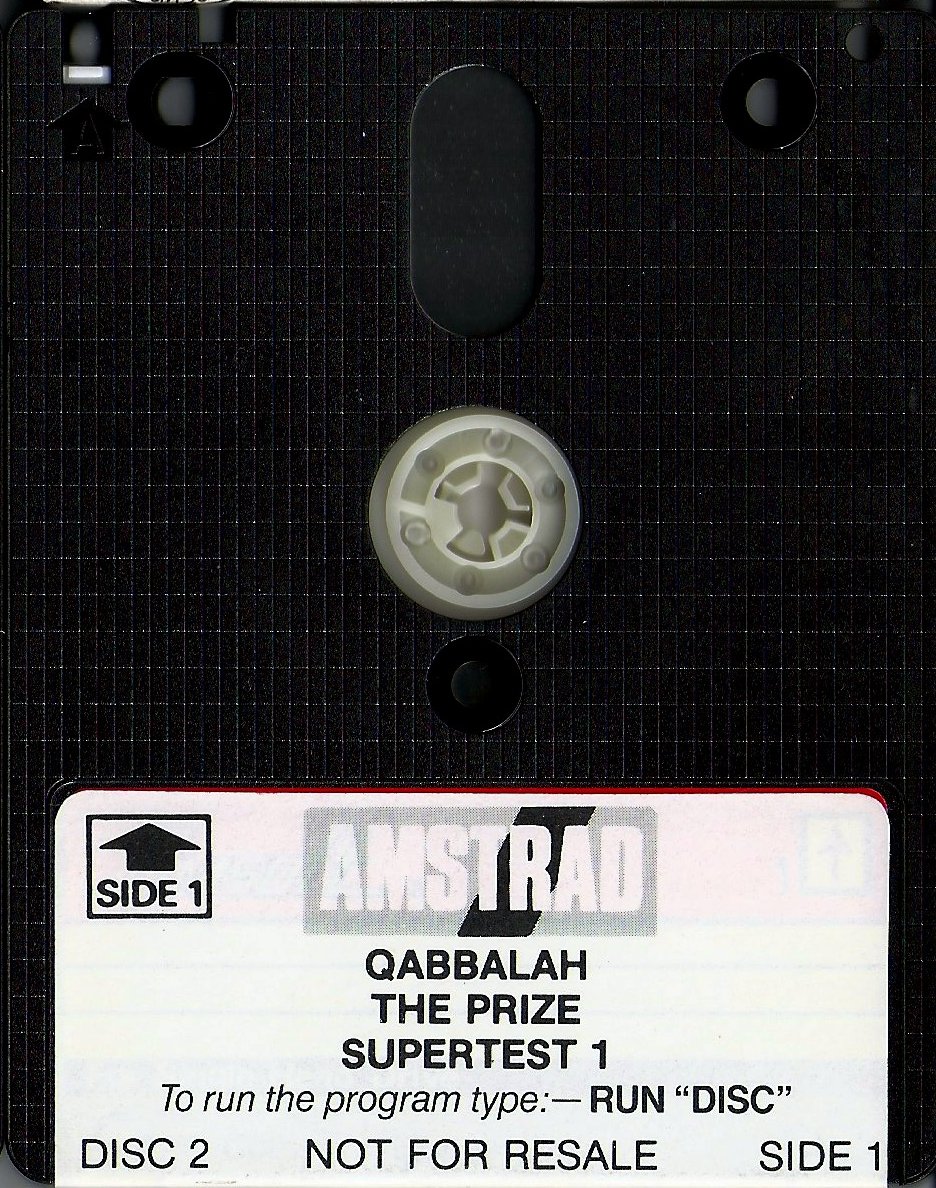 A
SIDE 1
AMSTRAD
QABBALAH
THE PRIZE
SUPERTEST 1
To run the program type:— RUN “DISC”
DISC 2 NOT FOR RESALE SIDE 1